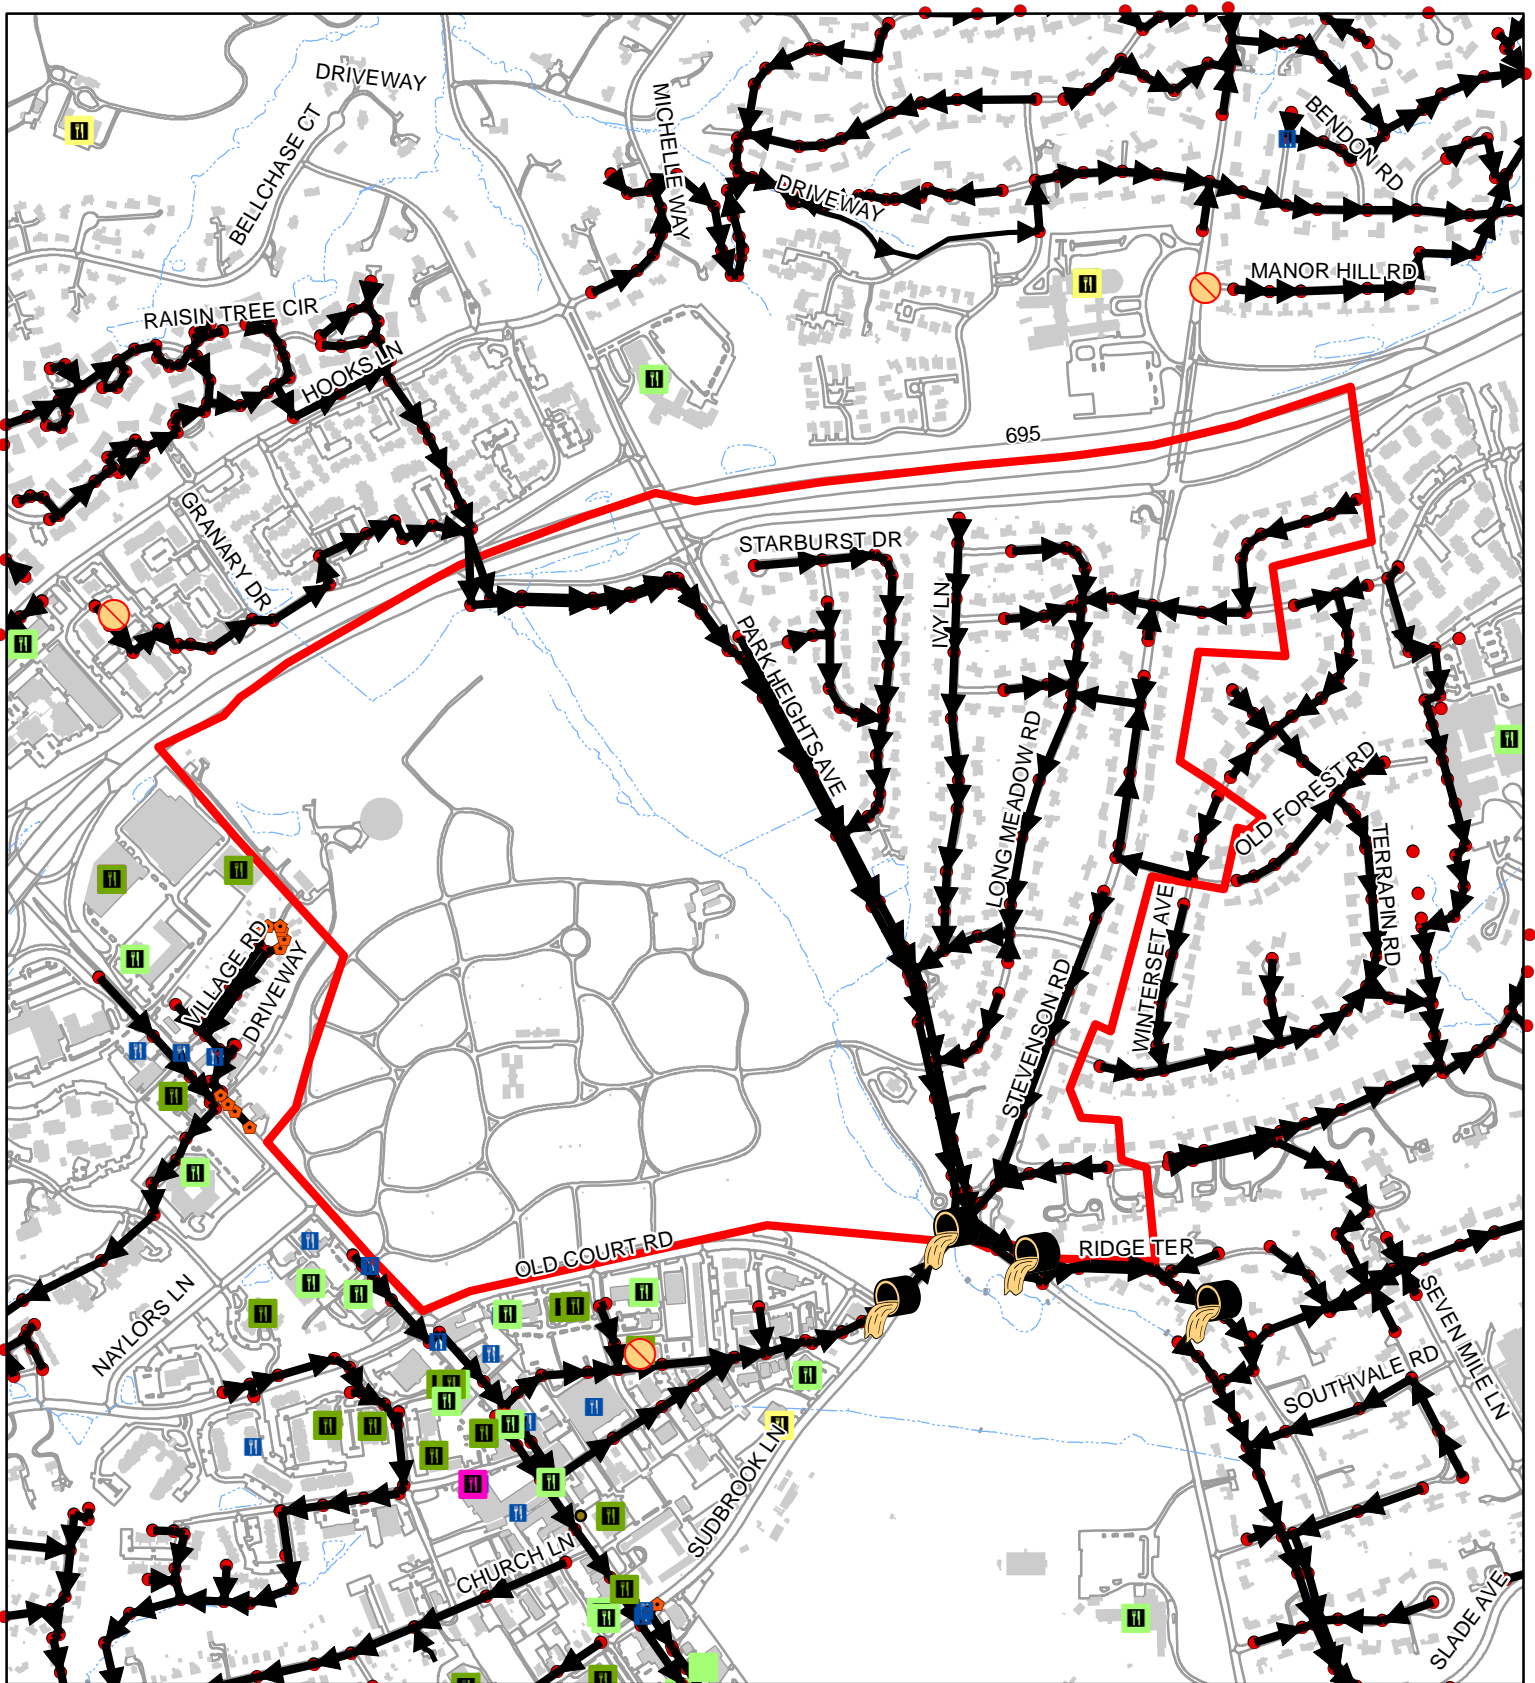 DRIVEWAY
MICHELLE WAY
BELLCHASE CT
BENDON RD
DRIVEWAY
MANOR HILL RD
RAISIN TREE CIR
HOOKS LN
695
GRANARY DR
STARBURST DR
IVY LN
PARK HEIGHTS AVE
LONG MEADOW RD
OLD FOREST RD
TERRAPIN RD
WINTERSET AVE
VILLAGE RD
DRIVEWAY
STEVENSON RD
OLD COURT RD
RIDGE TER
NAYLORS LN
SEVEN MILE LN
SOUTHVALE RD
SUDBROOK LN
CHURCH LN
SLADE AVE